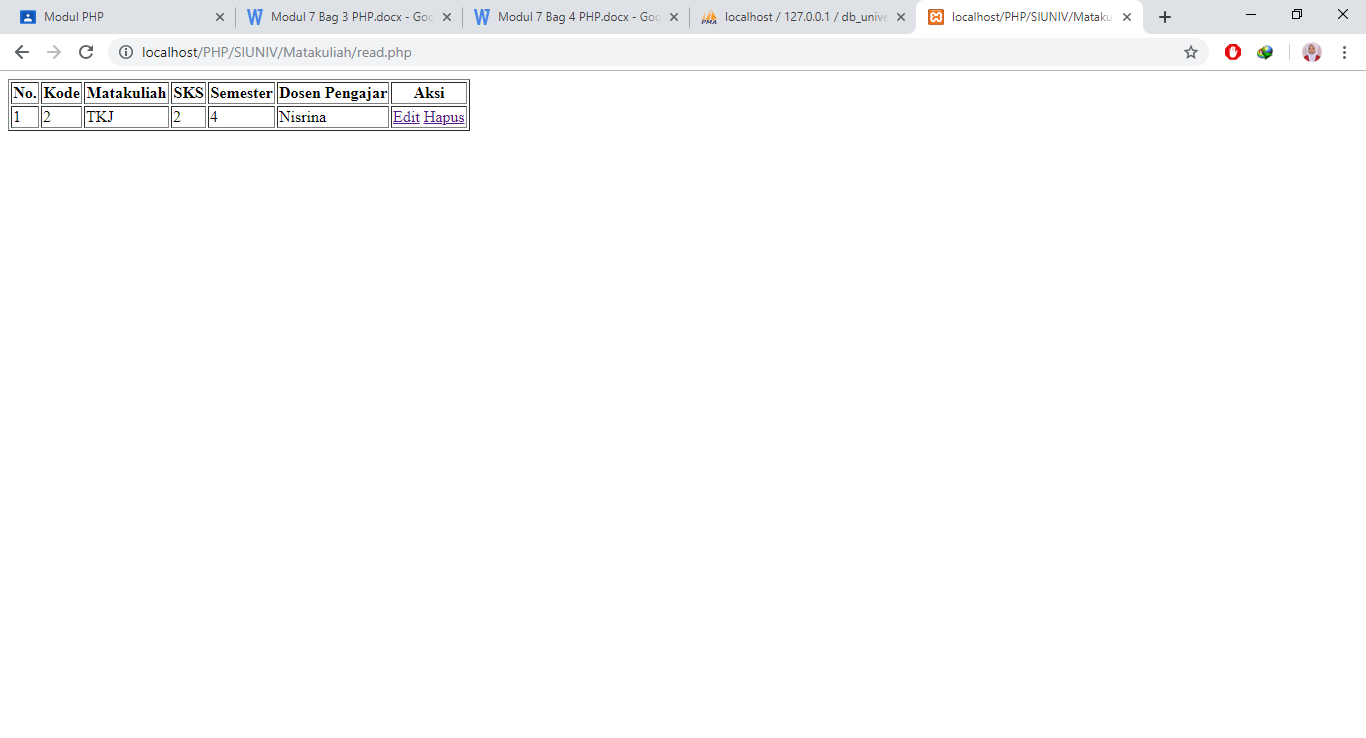 Modul PHP
Modul 7 Bag 3 PHP.docx - Goo
Modul 7 Bag 4 PHP.docx - Goo
localhost / 127.0.0.1 / db_unive
localhost/PHP/SIUNIV/Mataku
localhost/PHP/SIUNIV/Matakuliah/read.php
No. Kode Matakuliah SKS Semester Dosen Pengajar Aksi
1 2 TKJ 2 4 Nisrina Edit Hapus